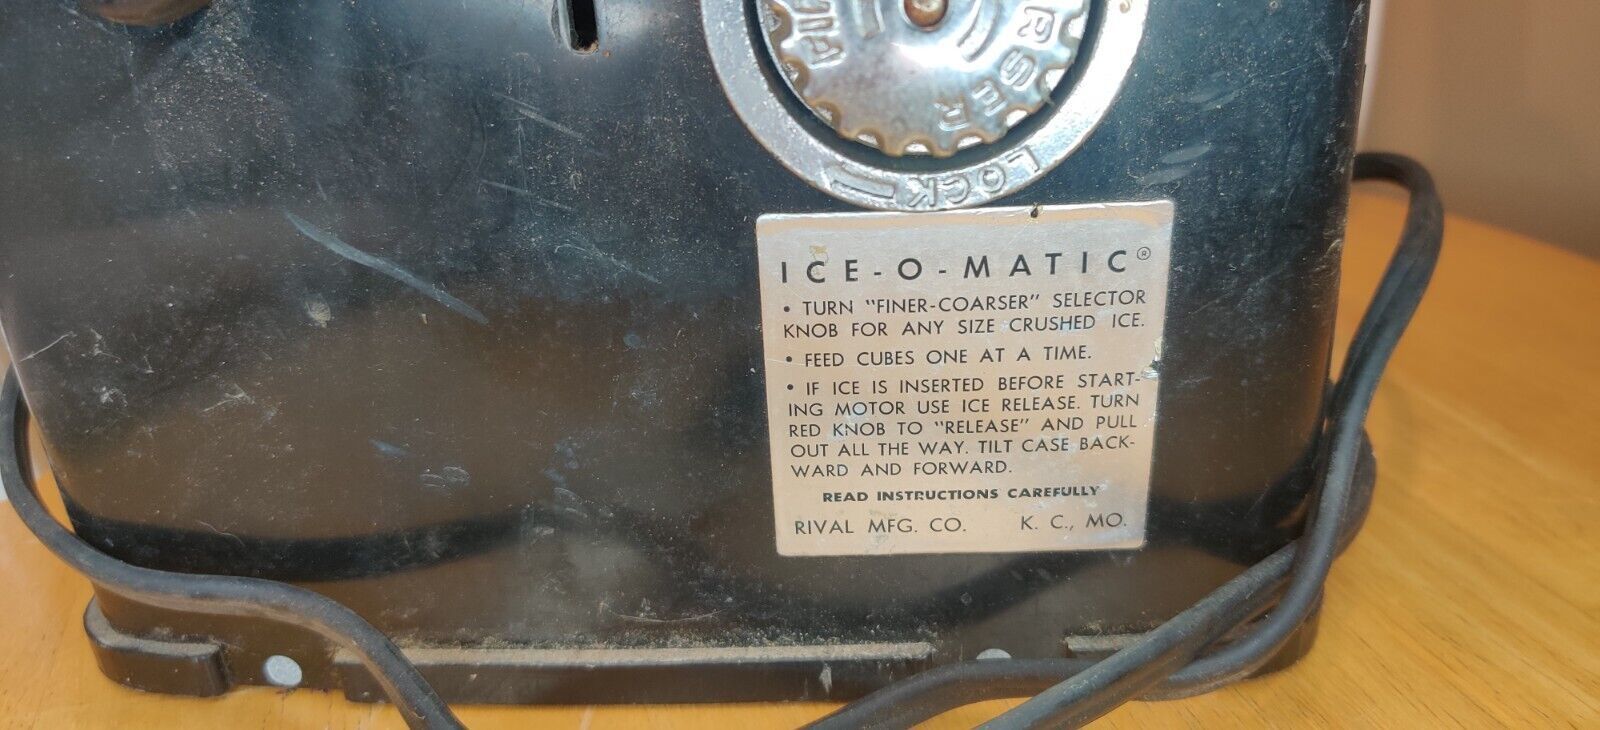 LOCK
ICE-O-MATIC®
• TURN "FINER-COARSER" SELECTOR
KNOB FOR ANY SIZE CRUSHED ICE.
• FEED CUBES ONE AT A TIME.
• IF ICE IS INSERTED BEFORE START-
ING MOTOR USE ICE RELEASE. TURN
RED KNOB TO "RELEASE" AND PULL
OUT ALL THE WAY. TILT CASE BACK-
WARD AND FORWARD.
READ INSTRUCTIONS CAREFULLY
RIVAL MFG. CO. K. C., MO.